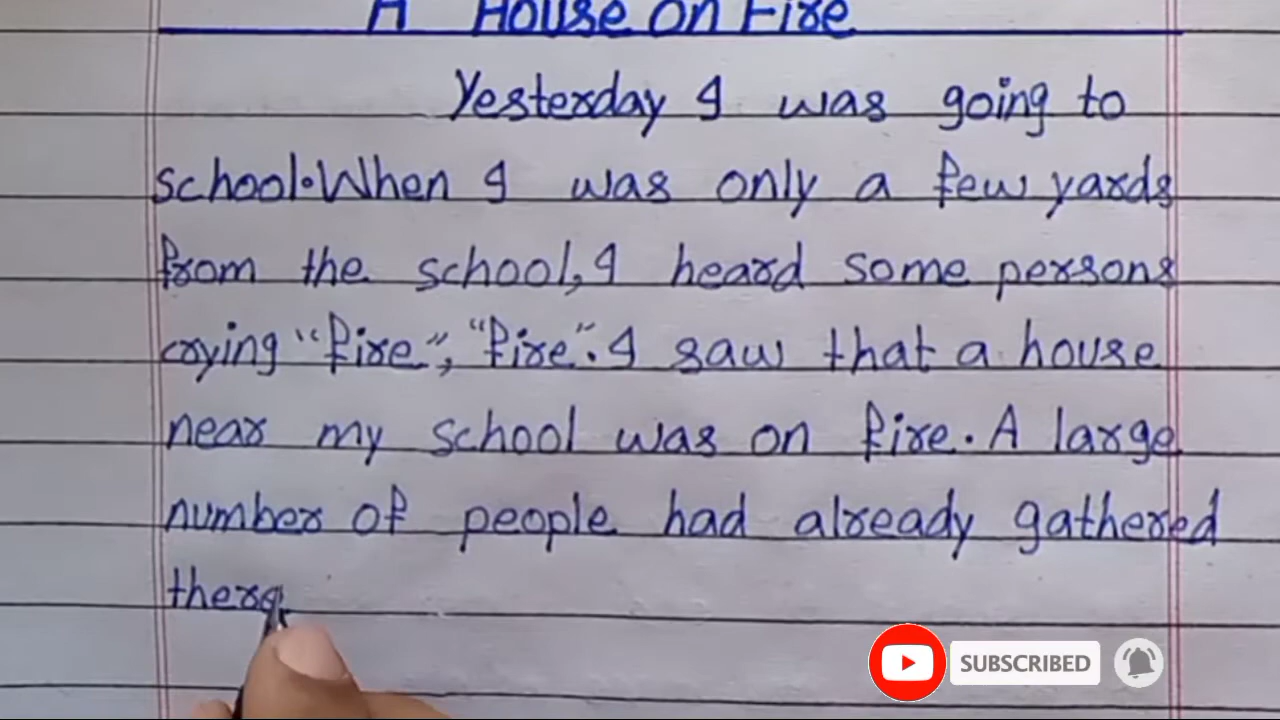 A House on Fire
Yesterday I was going to
school. When I was only a few yards
from the school, I heard some persons
crying "fire", "fire". I saw that a house
near my school was on fire. A large
number of people had already gathered
there
SUBSCRIBED